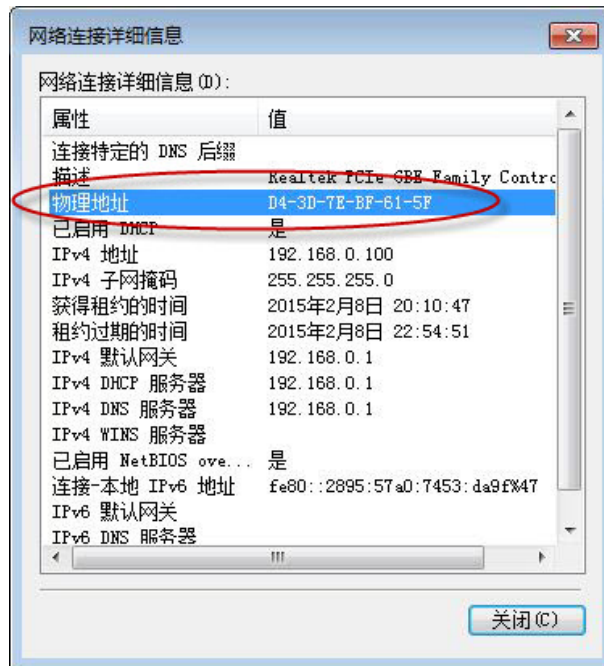 网络连接详细信息
网络连接详细信息(D):
属性 值
连接特定的 DNS 后缀
描述 Realtek PCIe GBE Family Contro
物理地址 D4-3D-7E-BF-61-5F
已启用 DHCP 是
IPv4 地址 192.168.0.100
IPv4 子网掩码 255.255.255.0
获得租约的时间 2015年2月8日 20:10:47
租约过期的时间 2015年2月8日 22:54:51
IPv4 默认网关 192.168.0.1
IPv4 DHCP 服务器 192.168.0.1
IPv4 DNS 服务器 192.168.0.1
IPv4 WINS 服务器
已启用 NetBIOS ove... 是
连接-本地 IPv6 地址 fe80::2895:57a0:7453:da9f%47
IPv6 默认网关
IPv6 DNS 服务器
关闭(C)